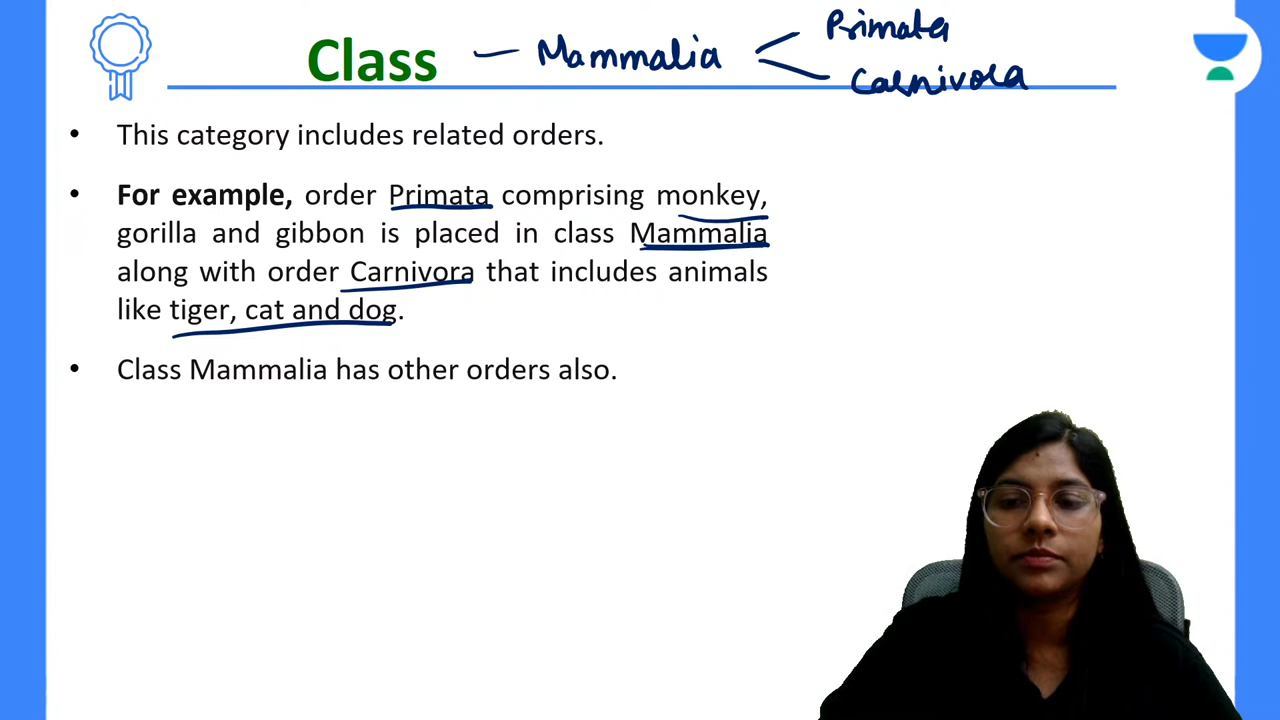 Class - Mammalia < Primata
Carnivora
• This category includes related orders.
• For example, order Primata comprising monkey,
gorilla and gibbon is placed in class Mammalia
along with order Carnivora that includes animals
like tiger, cat and dog.
• Class Mammalia has other orders also.